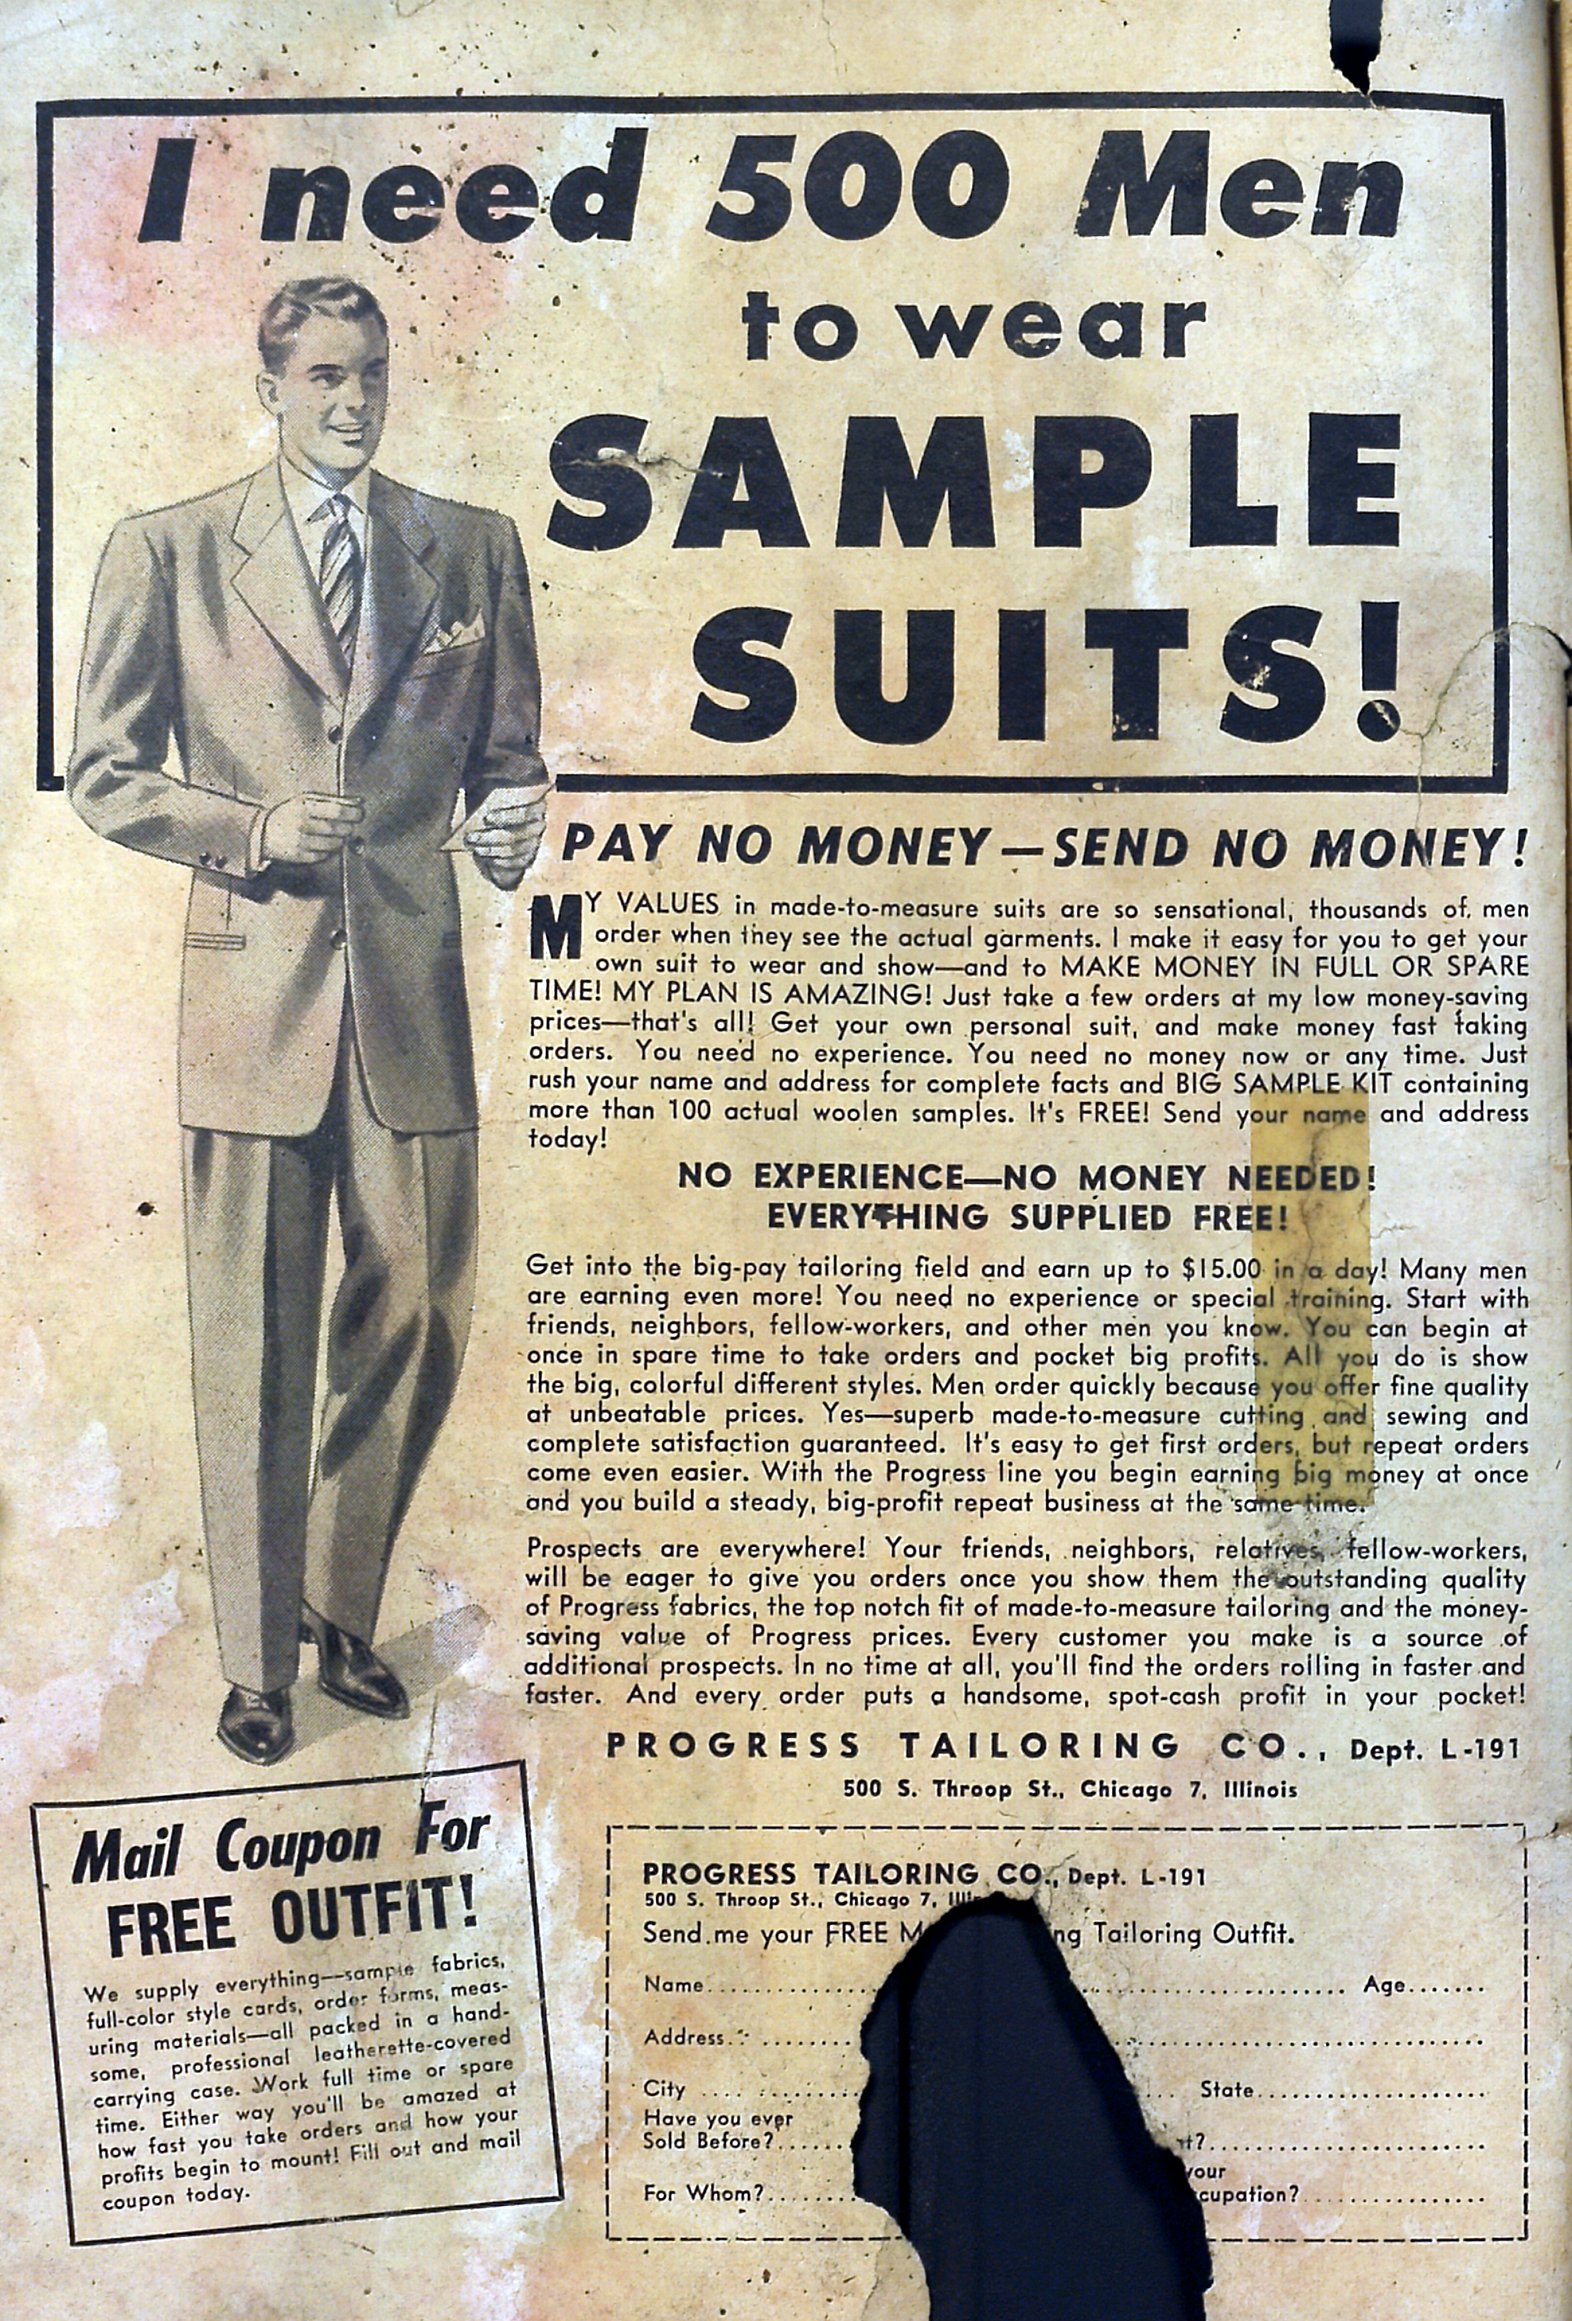 I need 500 Men
to wear
SAMPLE
SUITS!
PAY NO MONEY—SEND NO MONEY!
MY VALUES in made-to-measure suits are so sensational, thousands of men
order when they see the actual garments. I make it easy for you to get your
own suit to wear and show—and to MAKE MONEY IN FULL OR SPARE
TIME! MY PLAN IS AMAZING! Just take a few orders at my low money-saving
prices—that's all! Get your own personal suit, and make money fast taking
orders. You need no experience. You need no money now or any time. Just
rush your name and address for complete facts and BIG SAMPLE KIT containing
more than 100 actual woolen samples. It's FREE! Send your name and address
today!
NO EXPERIENCE—NO MONEY NEEDED!
EVERYTHING SUPPLIED FREE!
Get into the big-pay tailoring field and earn up to $15.00 in a day! Many men
are earning even more! You need no experience or special training. Start with
friends, neighbors, fellow-workers, and other men you know. You can begin at
once in spare time to take orders and pocket big profits. All you do is show
the big, colorful different styles. Men order quickly because you offer fine quality
at unbeatable prices. Yes—superb made-to-measure cutting and sewing and
complete satisfaction guaranteed. It's easy to get first orders, but repeat orders
come even easier. With the Progress line you begin earning big money at once
and you build a steady, big-profit repeat business at the same time.
Prospects are everywhere! Your friends, neighbors, relatives, fellow-workers,
will be eager to give you orders once you show them the outstanding quality
of Progress fabrics, the top notch fit of made-to-measure tailoring and the money-
saving value of Progress prices. Every customer you make is a source of
additional prospects. In no time at all, you'll find the orders rolling in faster and
faster. And every order puts a handsome, spot-cash profit in your pocket!
PROGRESS TAILORING CO., Dept. L-191
500 S. Throop St., Chicago 7, Illinois
Mail Coupon For
FREE OUTFIT!
We supply everything—sample fabrics,
full-color style cards, order forms, meas-
uring materials—all packed in a hand-
some, professional leatherette-covered
carrying case. Work full time or spare
time. Either way you'll be amazed at
how fast you take orders and how your
profits begin to mount! Fill out and mail
coupon today.
PROGRESS TAILORING CO., Dept. L-191
500 S. Throop St., Chicago 7,
Send me your FREE Tailoring Outfit.
Name Age
Address
City State
Have you ever
Sold Before?
your
For Whom?